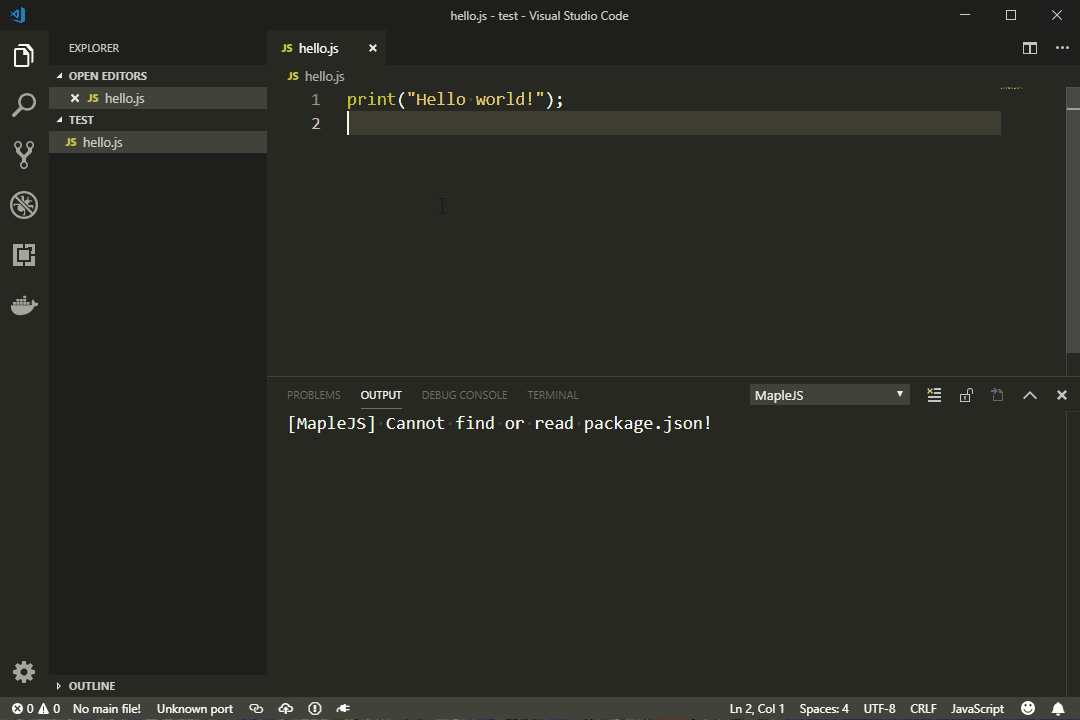 hello.js - test - Visual Studio Code
EXPLORER
OPEN EDITORS
JS hello.js
TEST
JS hello.js
OUTLINE
JS hello.js
JS hello.js
1 print("Hello world!");
2
PROBLEMS OUTPUT DEBUG CONSOLE TERMINAL MapleJS
[MapleJS] Cannot find or read package.json!
0 0 No main file! Unknown port Ln 2, Col 1 Spaces: 4 UTF-8 CRLF JavaScript